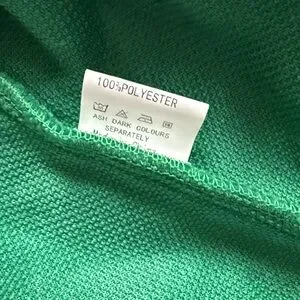 100%POLYESTER
ASH DARK COLOURS
SEPARATELY